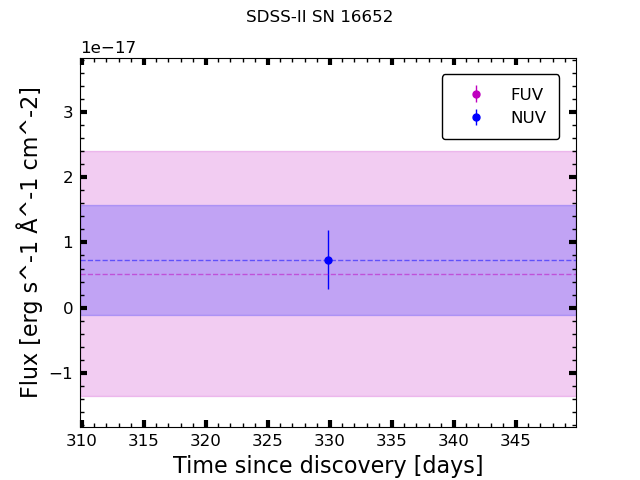 SDSS-II SN 16652
1e−17
FUV
NUV
3
2
1
0
−1
Flux [erg s^-1 Å^-1 cm^-2]
310 315 320 325 330 335 340 345
Time since discovery [days]